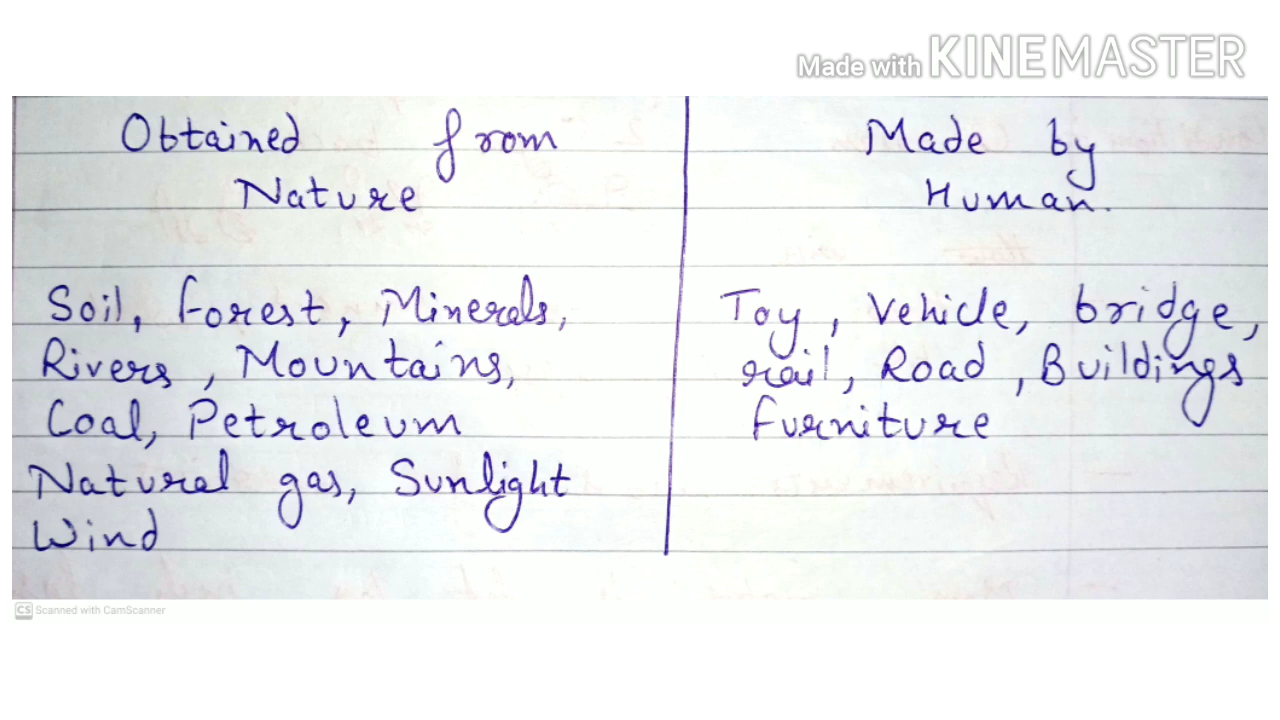 Made with KINEMASTER
Obtained from
Nature
Made by
Human.
Soil, Forest, Minerals,
Rivers, Mountains,
Coal, Petroleum
Natural gas, Sunlight
Wind
Toy, Vehicle, bridge,
rail, Road, Buildings
Furniture
CS Scanned with CamScanner